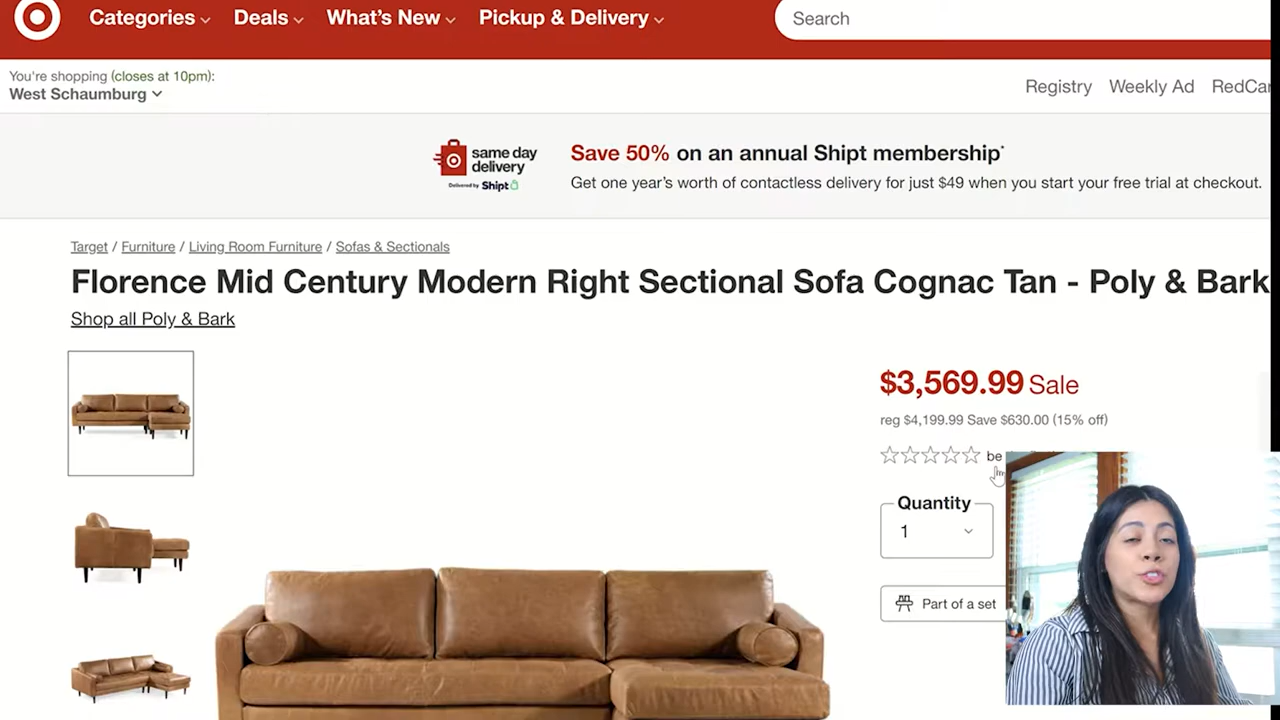 Categories Deals What's New Pickup & Delivery Search
You're shopping (closes at 10pm):
West Schaumburg
Registry Weekly Ad
same day
delivery
Delivered by Shipt
Save 50% on an annual Shipt membership*
Get one year's worth of contactless delivery for just $49 when you start your free trial at checkout.
Target / Furniture / Living Room Furniture / Sofas & Sectionals
Florence Mid Century Modern Right Sectional Sofa Cognac Tan - Poly & Bark
Shop all Poly & Bark
$3,569.99 Sale
reg $4,199.99 Save $630.00 (15% off)
be
Quantity
1
Part of a set